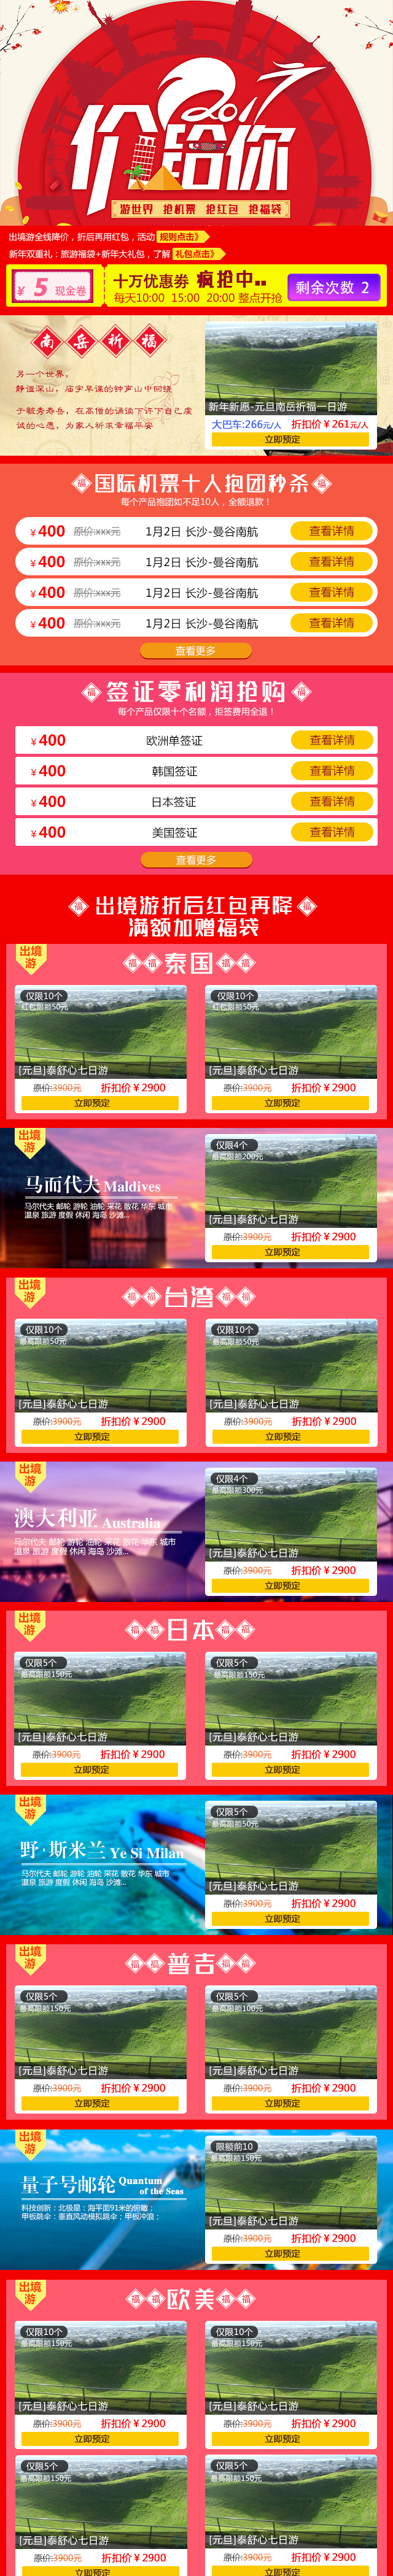 2017
价给你
游世界 抢机票 抢红包 抢福袋
出境游全线降价，折后再用红包，活动 规则点击》
新年双重礼：旅游福袋+新年大礼包，了解 礼包点击》
¥ 5 现金卷
十万优惠劵 疯抢中..
每天10:00 15:00 20:00 整点开抢
剩余次数 2
南岳祈福
另一个世界，
静谧深山，庙宇早课的钟声山中回绕
于毓秀寿岳，在高僧的诵读下许下自己虔
诚的心愿，为家人祈求幸福平安
新年新愿-元旦南岳祈福一日游
大巴车:266元/人 折扣价¥261元/人
立即预定
福 国际机票十人抱团秒杀 福
每个产品抱团如不足10人，全额退款！
¥400 原价:xxx元 1月2日 长沙-曼谷南航 查看详情
¥400 原价:xxx元 1月2日 长沙-曼谷南航 查看详情
¥400 原价:xxx元 1月2日 长沙-曼谷南航 查看详情
¥400 原价:xxx元 1月2日 长沙-曼谷南航 查看详情
查看更多
福 签证零利润抢购 福
每个产品仅限十个名额，拒签费用全退！
¥400 欧洲单签证 查看详情
¥400 韩国签证 查看详情
¥400 日本签证 查看详情
¥400 美国签证 查看详情
查看更多
福 出境游折后红包再降 福
满额加赠福袋
出境
游
福 福 泰国 福 福
仅限10个 仅限10个
红包限额50元 红包限额50元
[元旦]泰舒心七日游 [元旦]泰舒心七日游
原价:3900元 折扣价¥2900 原价:3900元 折扣价¥2900
立即预定 立即预定
出境
游
仅限4个
最高限额200元
马而代夫 Maldives
马尔代夫 邮轮 游轮 油轮 采花 散花 华东 城市
温泉 旅游 度假 休闲 海岛 沙滩...
[元旦]泰舒心七日游
原价:3900元 折扣价¥2900
立即预定
出境
游
福 福 台湾 福 福
仅限10个 仅限10个
最高限额50元 最高限额50元
[元旦]泰舒心七日游 [元旦]泰舒心七日游
原价:3900元 折扣价¥2900 原价:3900元 折扣价¥2900
立即预定 立即预定
出境
游
仅限4个
最高限额300元
澳大利亚 Australia
马尔代夫 邮轮 游轮 油轮 采花 散花 华东 城市
温泉 旅游 度假 休闲 海岛 沙滩...
[元旦]泰舒心七日游
原价:3900元 折扣价¥2900
立即预定
出境
游
福 福 日本 福 福
仅限5个 仅限5个
最高限额150元 最高限额150元
[元旦]泰舒心七日游 [元旦]泰舒心七日游
原价:3900元 折扣价¥2900 原价:3900元 折扣价¥2900
立即预定 立即预定
出境
游
仅限5个
最高限额50元
野·斯米兰 Ye Si Milan
马尔代夫 邮轮 游轮 油轮 采花 散花 华东 城市
温泉 旅游 度假 休闲 海岛 沙滩...
[元旦]泰舒心七日游
原价:3900元 折扣价¥2900
立即预定
出境
游
福 福 普吉 福 福
仅限5个 仅限5个
最高限额150元 最高限额100元
[元旦]泰舒心七日游 [元旦]泰舒心七日游
原价:3900元 折扣价¥2900 原价:3900元 折扣价¥2900
立即预定 立即预定
出境
游
限额前10
最高限额150元
量子号邮轮 Quantum
of the Seas
科技创新：北极星：海平面91米的俯瞰；
甲板跳伞：垂直风动模拟跳伞；甲板冲浪；
[元旦]泰舒心七日游
原价:3900元 折扣价¥2900
立即预定
出境
游
福 福 欧美 福 福
仅限10个 仅限10个
最高限额150元 最高限额150元
[元旦]泰舒心七日游 [元旦]泰舒心七日游
原价:3900元 折扣价¥2900 原价:3900元 折扣价¥2900
立即预定 立即预定
仅限5个 仅限5个
最高限额150元 最高限额150元
[元旦]泰舒心七日游 [元旦]泰舒心七日游
原价:3900元 折扣价¥2900 原价:3900元 折扣价¥2900
立即预定 立即预定